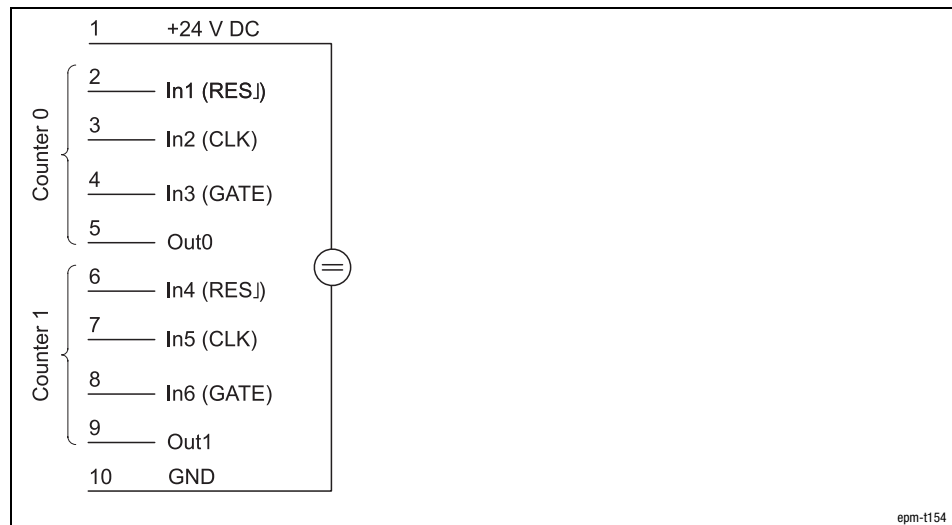 1 +24 V DC
Counter 0
2 In1 (RES⅃)
3 In2 (CLK)
4 In3 (GATE)
5 Out0
Counter 1
6 In4 (RES⅃)
7 In5 (CLK)
8 In6 (GATE)
9 Out1
10 GND
epm-t154